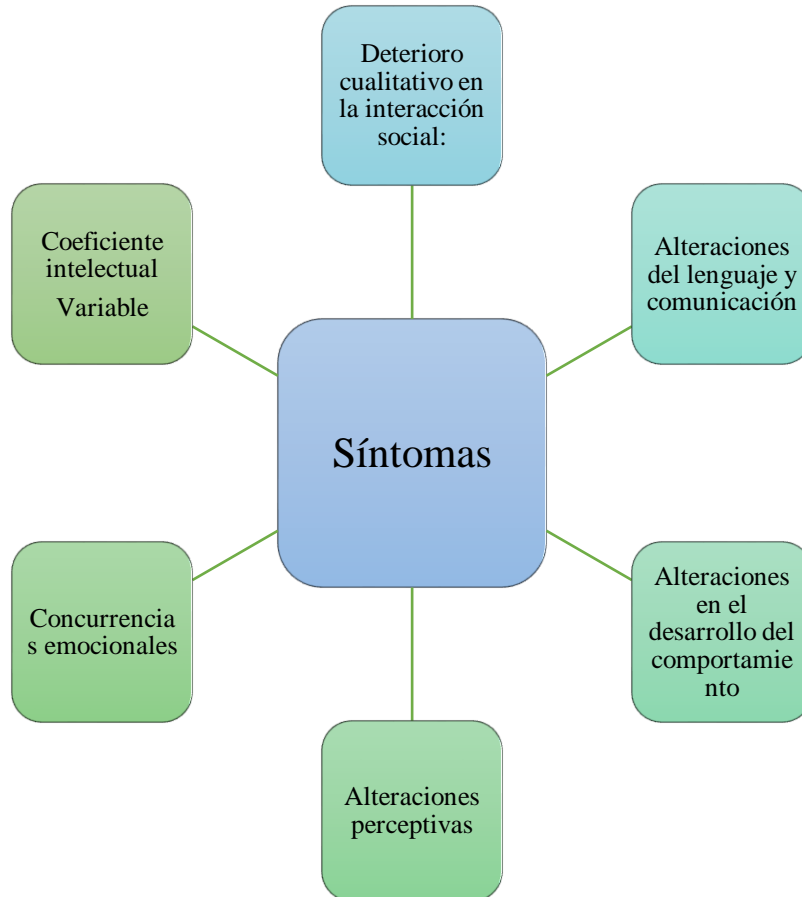 Deterioro
cualitativo en
la interacción
social:
Coeficiente
intelectual
Variable
Alteraciones
del lenguaje y
comunicación
Síntomas
Concurrencia
s emocionales
Alteraciones
en el
desarrollo del
comportamie
nto
Alteraciones
perceptivas